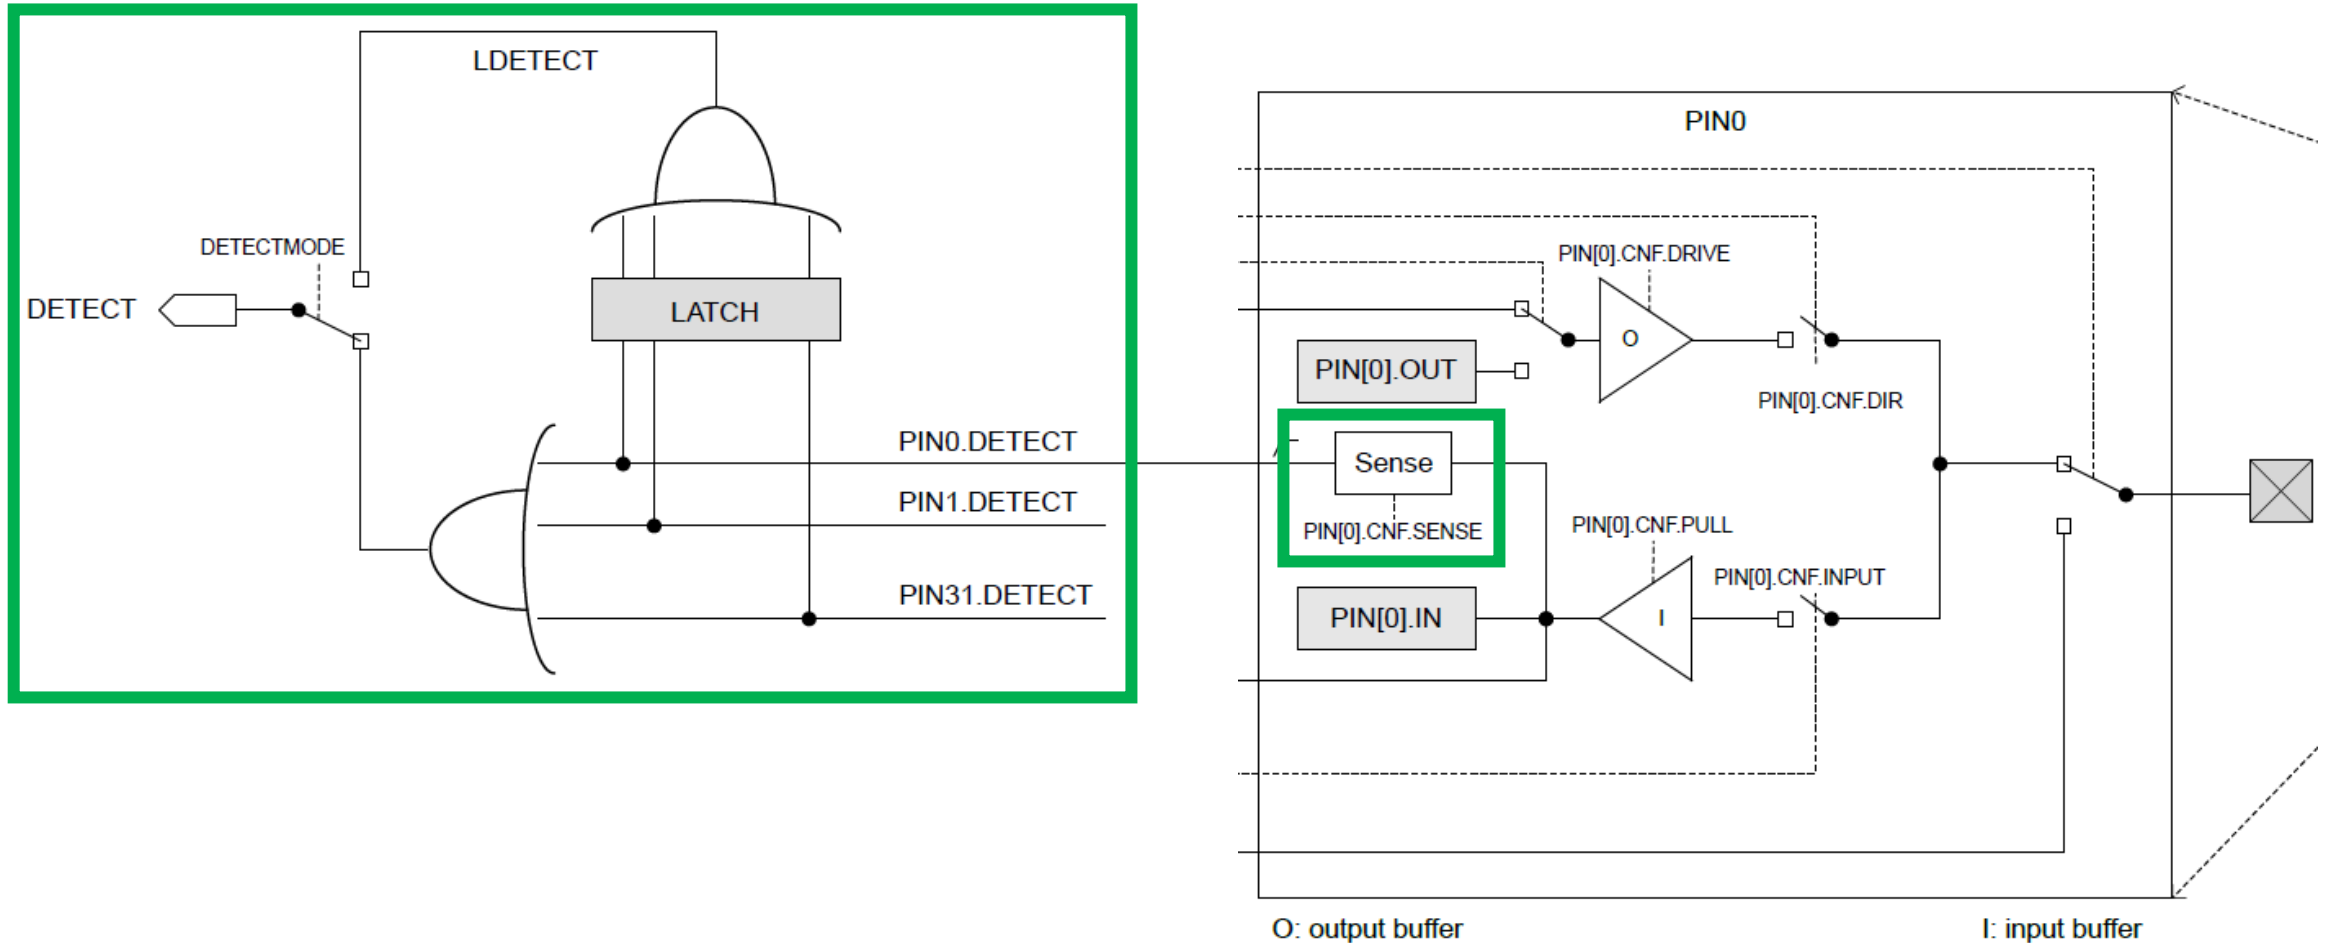 LDETECT
DETECTMODE
DETECT
LATCH
PIN0.DETECT
PIN1.DETECT
PIN31.DETECT
PIN0
PIN[0].CNF.DRIVE
O
PIN[0].OUT
PIN[0].CNF.DIR
Sense
PIN[0].CNF.SENSE
PIN[0].CNF.PULL
PIN[0].CNF.INPUT
PIN[0].IN
I
O: output buffer
I: input buffer